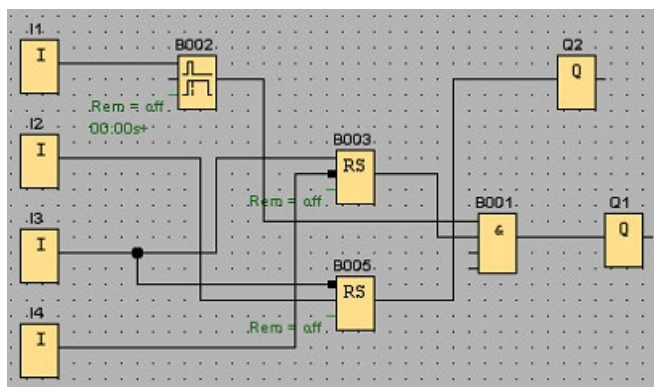 I1
I
B002
Rem = off
00:00s+
Q2
Q
I2
I
B003
RS
Rem = off
B001
&
Q1
Q
I3
I
B005
RS
Rem = off
I4
I